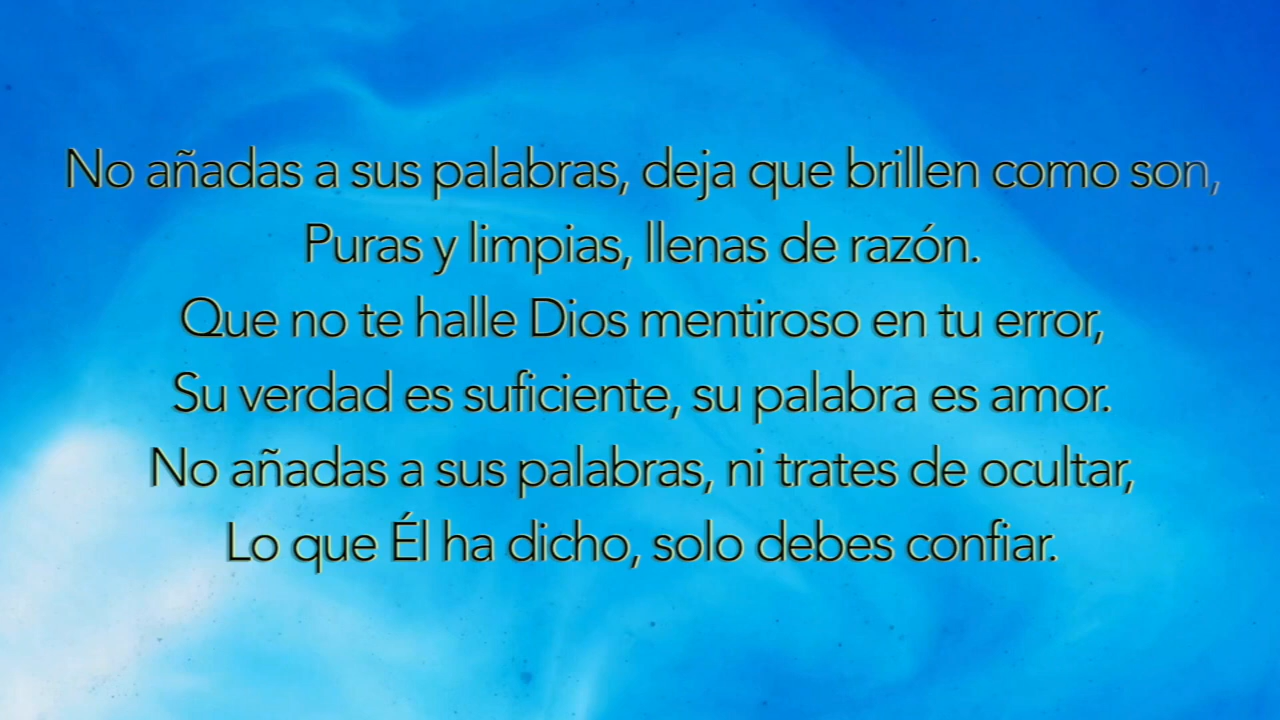 No añadas a sus palabras, deja que brillen como son,
Puras y limpias, llenas de razón.
Que no te halle Dios mentiroso en tu error,
Su verdad es suficiente, su palabra es amor.
No añadas a sus palabras, ni trates de ocultar,
Lo que Él ha dicho, solo debes confiar.